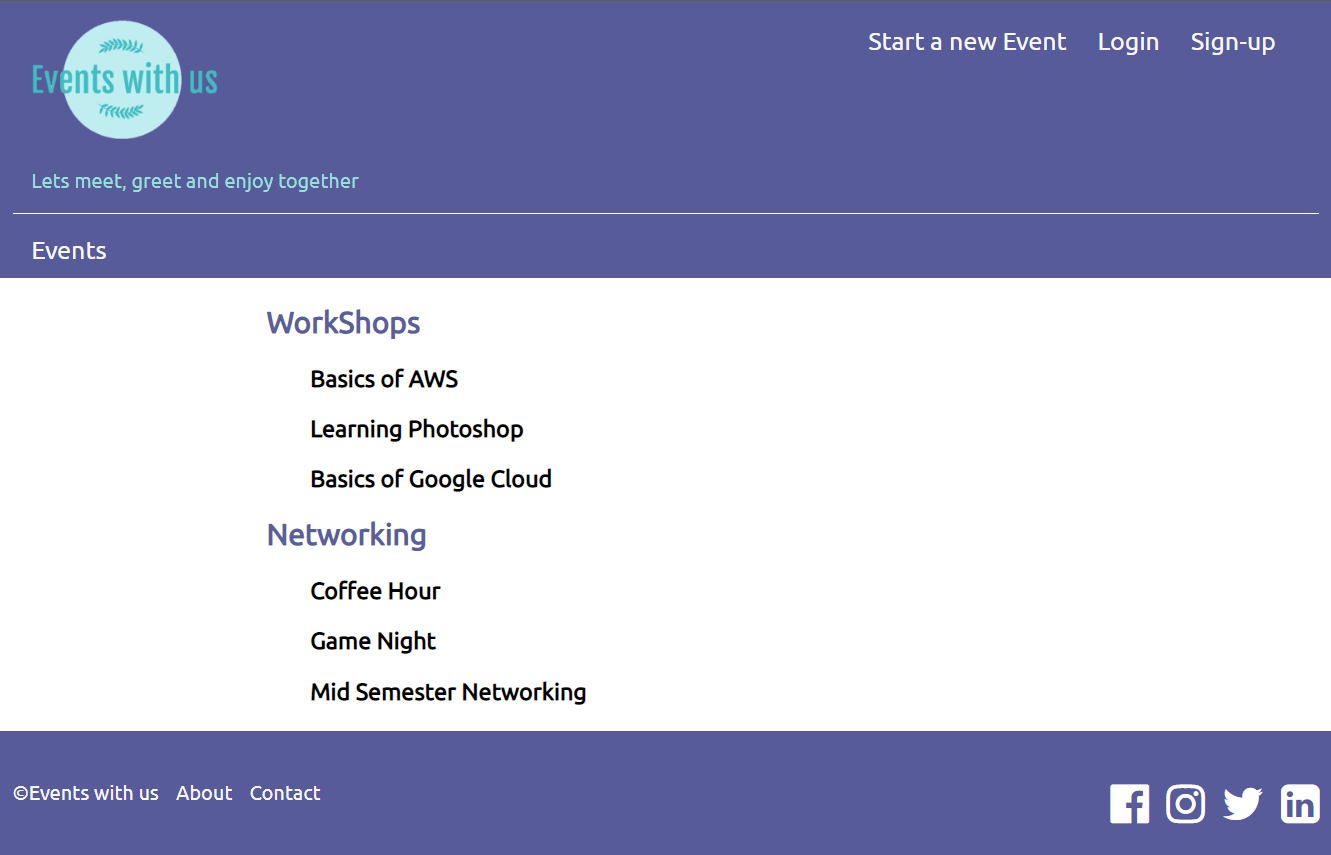 Start a new Event Login Sign-up
Events with us
Lets meet, greet and enjoy together
Events
WorkShops
Basics of AWS
Learning Photoshop
Basics of Google Cloud
Networking
Coffee Hour
Game Night
Mid Semester Networking
©Events with us About Contact